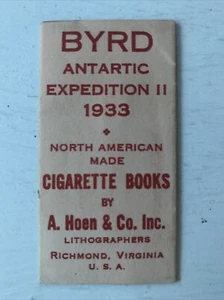 BYRD
ANTARTIC
EXPEDITION II
1933
NORTH AMERICAN
MADE
CIGARETTE BOOKS
BY
A. Hoen & Co. Inc.
LITHOGRAPHERS
RICHMOND, VIRGINIA
U. S. A.